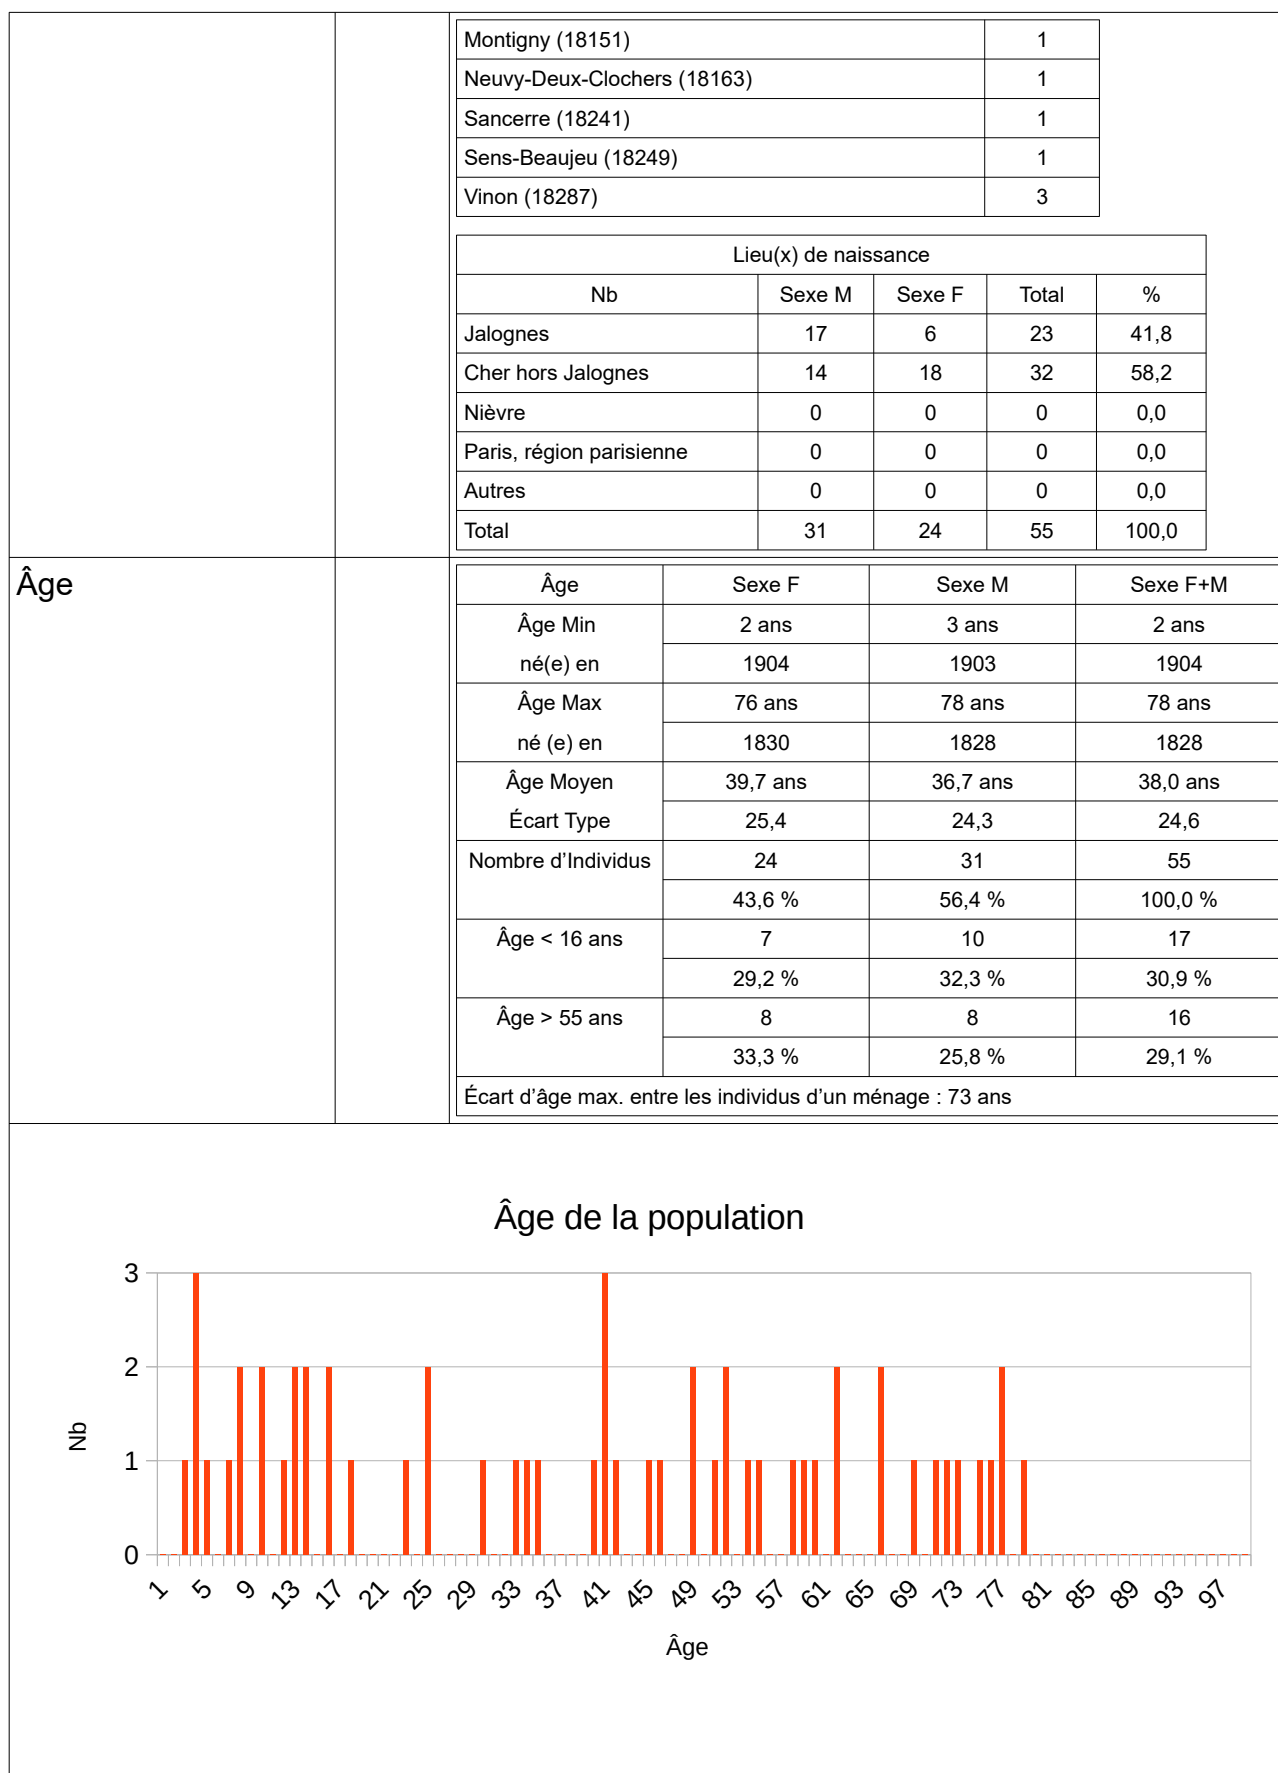 Montigny (18151) 1
Neuvy-Deux-Clochers (18163) 1
Sancerre (18241) 1
Sens-Beaujeu (18249) 1
Vinon (18287) 3
Lieu(x) de naissance
Nb Sexe M Sexe F Total %
Jalognes 17 6 23 41,8
Cher hors Jalognes 14 18 32 58,2
Nièvre 0 0 0 0,0
Paris, région parisienne 0 0 0 0,0
Autres 0 0 0 0,0
Total 31 24 55 100,0
Âge
Âge Sexe F Sexe M Sexe F+M
Âge Min 2 ans 3 ans 2 ans
né(e) en 1904 1903 1904
Âge Max 76 ans 78 ans 78 ans
né (e) en 1830 1828 1828
Âge Moyen 39,7 ans 36,7 ans 38,0 ans
Écart Type 25,4 24,3 24,6
Nombre d’Individus 24 31 55
43,6 % 56,4 % 100,0 %
Âge < 16 ans 7 10 17
29,2 % 32,3 % 30,9 %
Âge > 55 ans 8 8 16
33,3 % 25,8 % 29,1 %
Écart d’âge max. entre les individus d’un ménage : 73 ans
Âge de la population
3
2
1
0
Nb
1 5 9 13 17 21 25 29 33 37 41 45 49 53 57 61 65 69 73 77 81 85 89 93 97
Âge